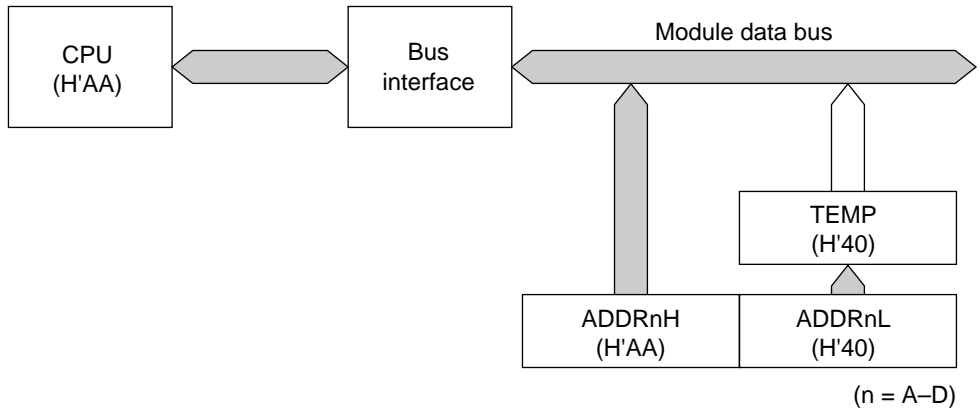 CPU
(H'AA)
Bus
interface
Module data bus
TEMP
(H'40)
ADDRnH
(H'AA)
ADDRnL
(H'40)
(n = A–D)